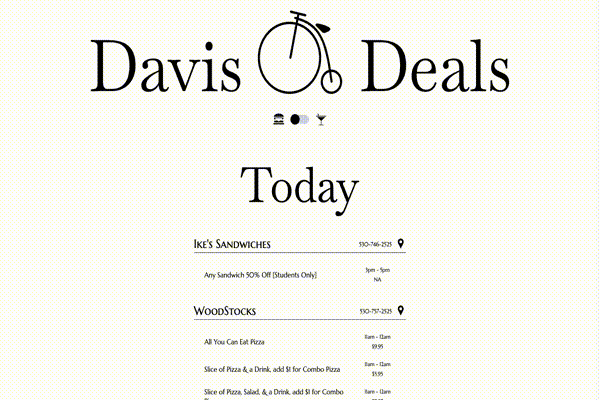 Davis Deals
Today
Ike's Sandwiches 530-746-2525
Any Sandwich 50% Off [Students Only] 3pm - 5pm
NA
WoodStocks 530-757-2525
All You Can Eat Pizza 11am - 12am
$9.95
Slice of Pizza & a Drink, add $1 for Combo Pizza 11am - 12am
$5.95
Slice of Pizza, Salad, & a Drink, add $1 for Combo 11am - 12am